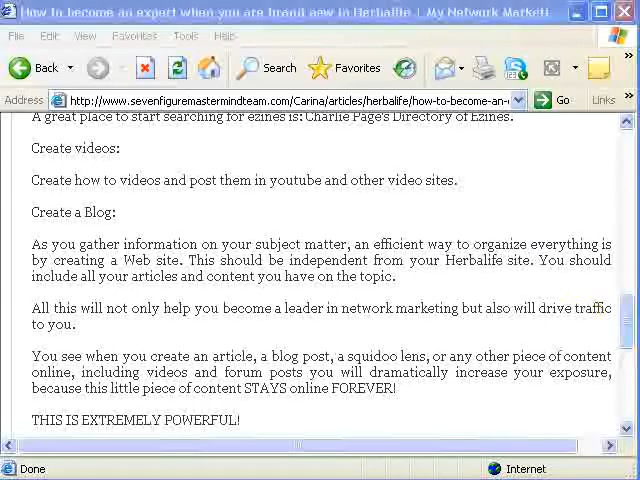 How to become an expert when you are brand new in Herbalife | My Network Marketi
File Edit View Favorites Tools Help
Back Search Favorites
Address http://www.sevenfiguremastermindteam.com/Carina/articles/herbalife/how-to-become-an- Go Links
A great place to start searching for ezines is: Charlie Page's Directory of Ezines.
Create videos:
Create how to videos and post them in youtube and other video sites.
Create a Blog:
As you gather information on your subject matter, an efficient way to organize everything is
by creating a Web site. This should be independent from your Herbalife site. You should
include all your articles and content you have on the topic.
All this will not only help you become a leader in network marketing but also will drive traffic
to you.
You see when you create an article, a blog post, a squidoo lens, or any other piece of content
online, including videos and forum posts you will dramatically increase your exposure,
because this little piece of content STAYS online FOREVER!
THIS IS EXTREMELY POWERFUL!
Done Internet